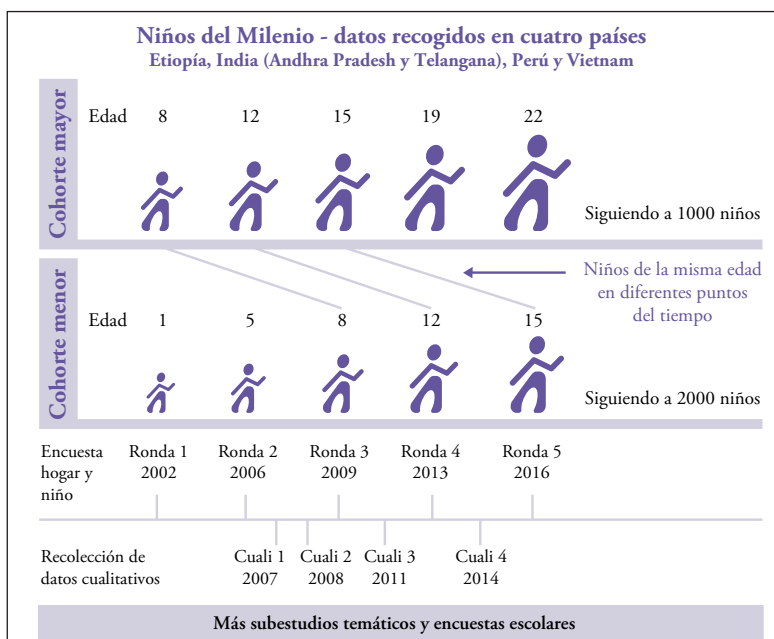 Niños del Milenio - datos recogidos en cuatro países
Etiopía, India (Andhra Pradesh y Telangana), Perú y Vietnam
Cohorte mayor
Edad 8 12 15 19 22
Siguiendo a 1000 niños
Niños de la misma edad
en diferentes puntos
del tiempo
Cohorte menor
Edad 1 5 8 12 15
Siguiendo a 2000 niños
Encuesta Ronda 1 Ronda 2 Ronda 3 Ronda 4 Ronda 5
hogar y 2002 2006 2009 2013 2016
niño
Recolección de Cuali 1 Cuali 2 Cuali 3 Cuali 4
datos cualitativos 2007 2008 2011 2014
Más subestudios temáticos y encuestas escolares